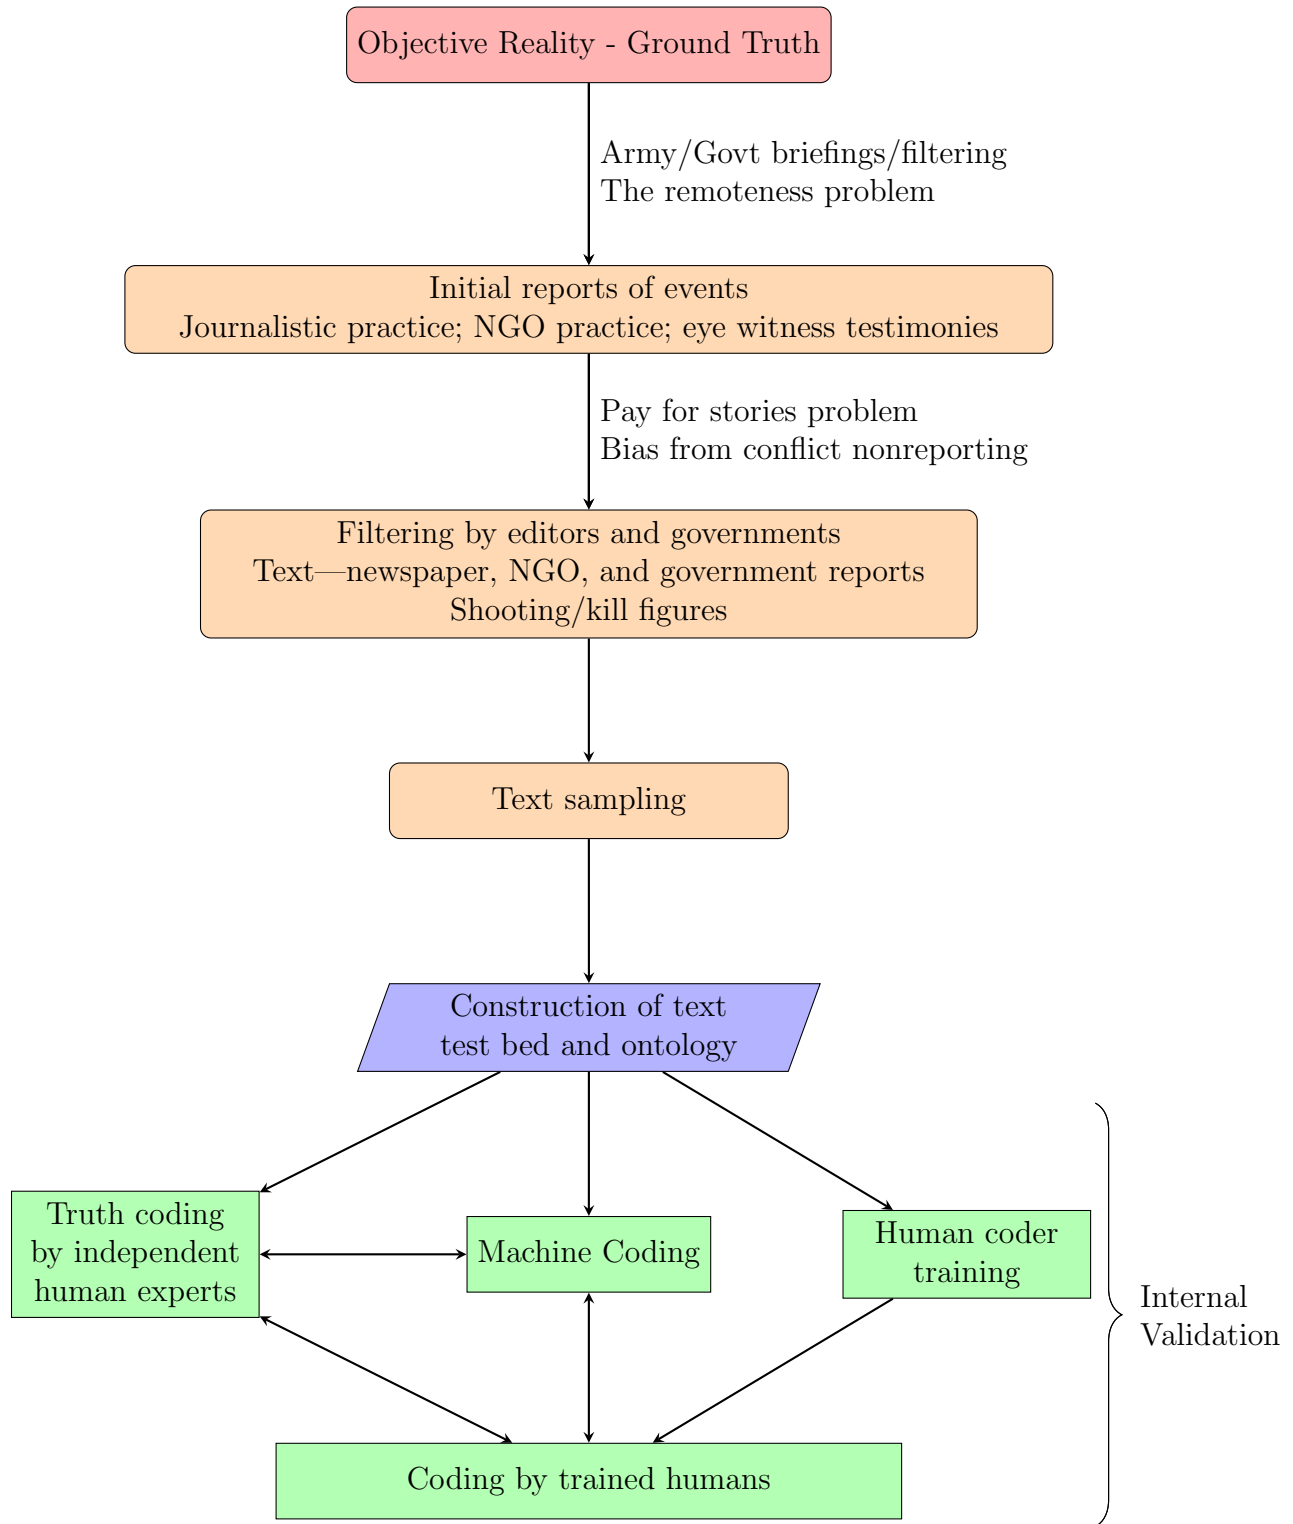 Objective Reality - Ground Truth
Army/Govt briefings/filtering
The remoteness problem
Initial reports of events
Journalistic practice; NGO practice; eye witness testimonies
Pay for stories problem
Bias from conflict nonreporting
Filtering by editors and governments
Text—newspaper, NGO, and government reports
Shooting/kill figures
Text sampling
Construction of text
test bed and ontology
Truth coding
by independent
human experts
Machine Coding
Human coder
training
Internal
Validation
Coding by trained humans